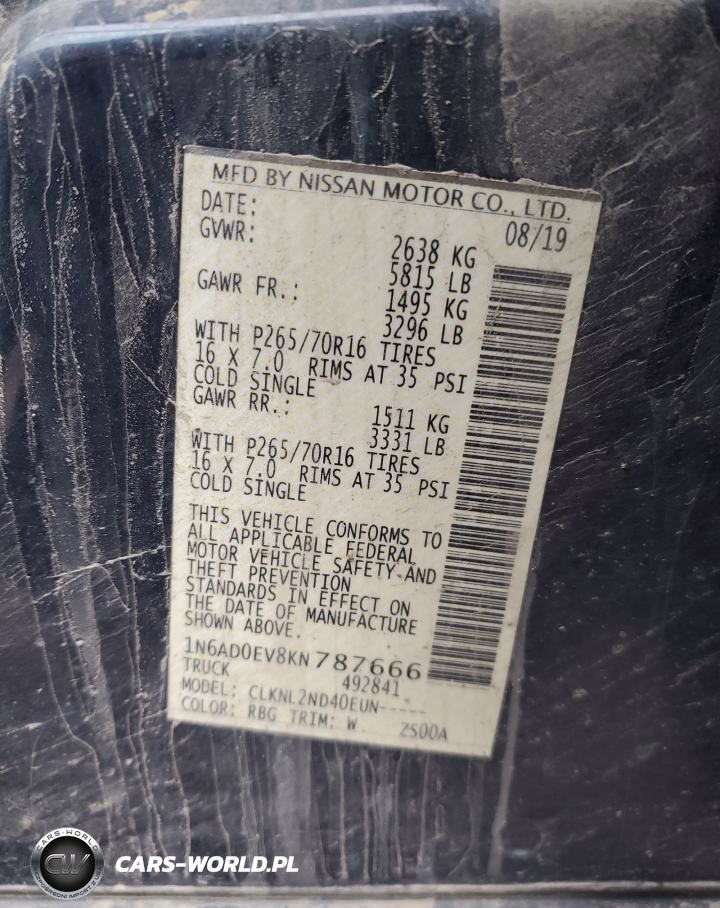 MFD BY NISSAN MOTOR CO., LTD.
DATE: 08/19
GVWR: 2638 KG
5815 LB
GAWR FR.: 1495 KG
3296 LB
WITH P265/70R16 TIRES
16 X 7.0 RIMS AT 35 PSI
COLD SINGLE
GAWR RR.: 1511 KG
3331 LB
WITH P265/70R16 TIRES
16 X 7.0 RIMS AT 35 PSI
COLD SINGLE
THIS VEHICLE CONFORMS TO
ALL APPLICABLE FEDERAL
MOTOR VEHICLE SAFETY AND
THEFT PREVENTION
STANDARDS IN EFFECT ON
THE DATE OF MANUFACTURE
SHOWN ABOVE.
1N6AD0EV8KN787666
TRUCK 492841
MODEL: CLKNL2ND40EUN-----
COLOR: RBG TRIM: W 2S00A
CARS-WORLD
CW
CARS-WORLD.PL